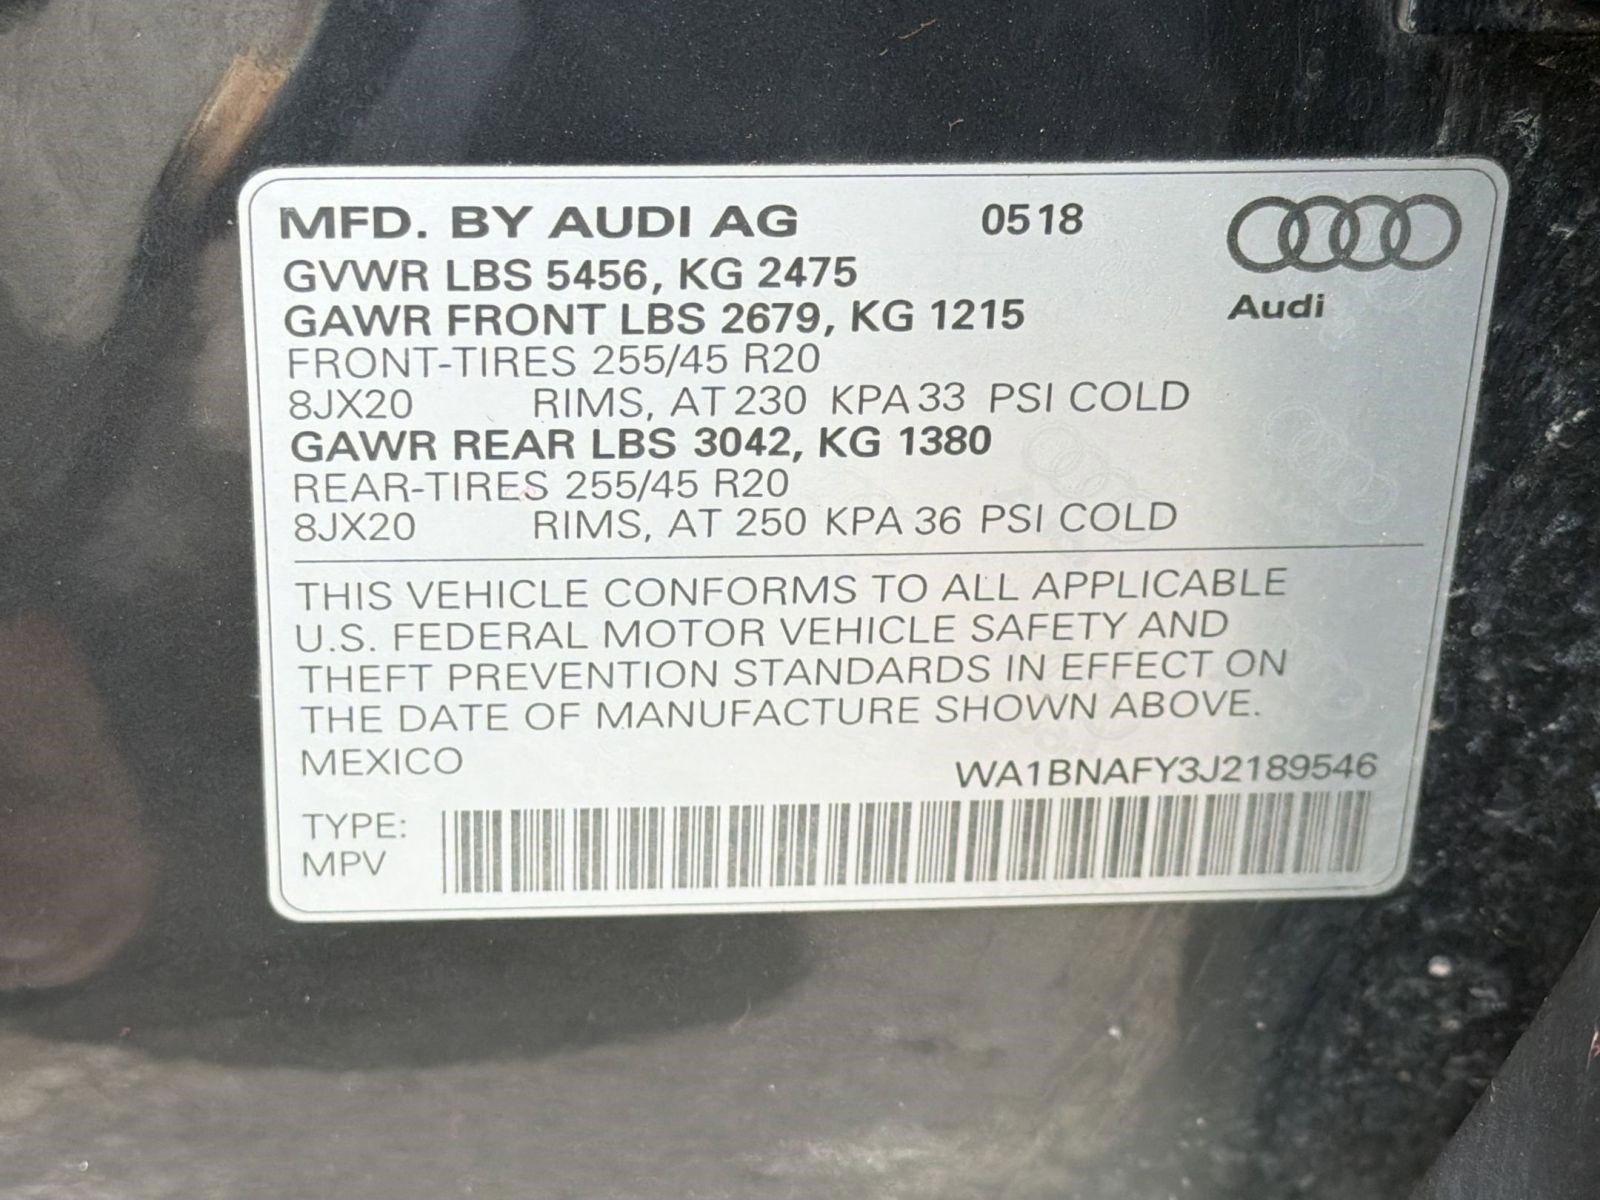 MFD. BY AUDI AG 0518
GVWR LBS 5456, KG 2475
GAWR FRONT LBS 2679, KG 1215
Audi
FRONT-TIRES 255/45 R20
8JX20 RIMS, AT 230 KPA 33 PSI COLD
GAWR REAR LBS 3042, KG 1380
REAR-TIRES 255/45 R20
8JX20 RIMS, AT 250 KPA 36 PSI COLD
THIS VEHICLE CONFORMS TO ALL APPLICABLE
U.S. FEDERAL MOTOR VEHICLE SAFETY AND
THEFT PREVENTION STANDARDS IN EFFECT ON
THE DATE OF MANUFACTURE SHOWN ABOVE.
MEXICO WA1BNAFY3J2189546
TYPE:
MPV